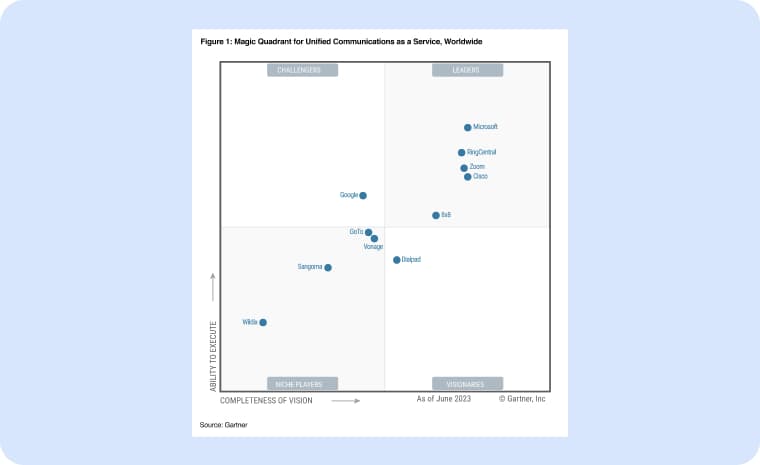 Figure 1: Magic Quadrant for Unified Communications as a Service, Worldwide
CHALLENGERS
LEADERS
Microsoft
RingCentral
Zoom
Cisco
Google
8x8
GoTo
Vonage
Dialpad
Sangoma
Wildix
ABILITY TO EXECUTE
NICHE PLAYERS
VISIONARIES
COMPLETENESS OF VISION
As of June 2023
© Gartner, Inc
Source: Gartner